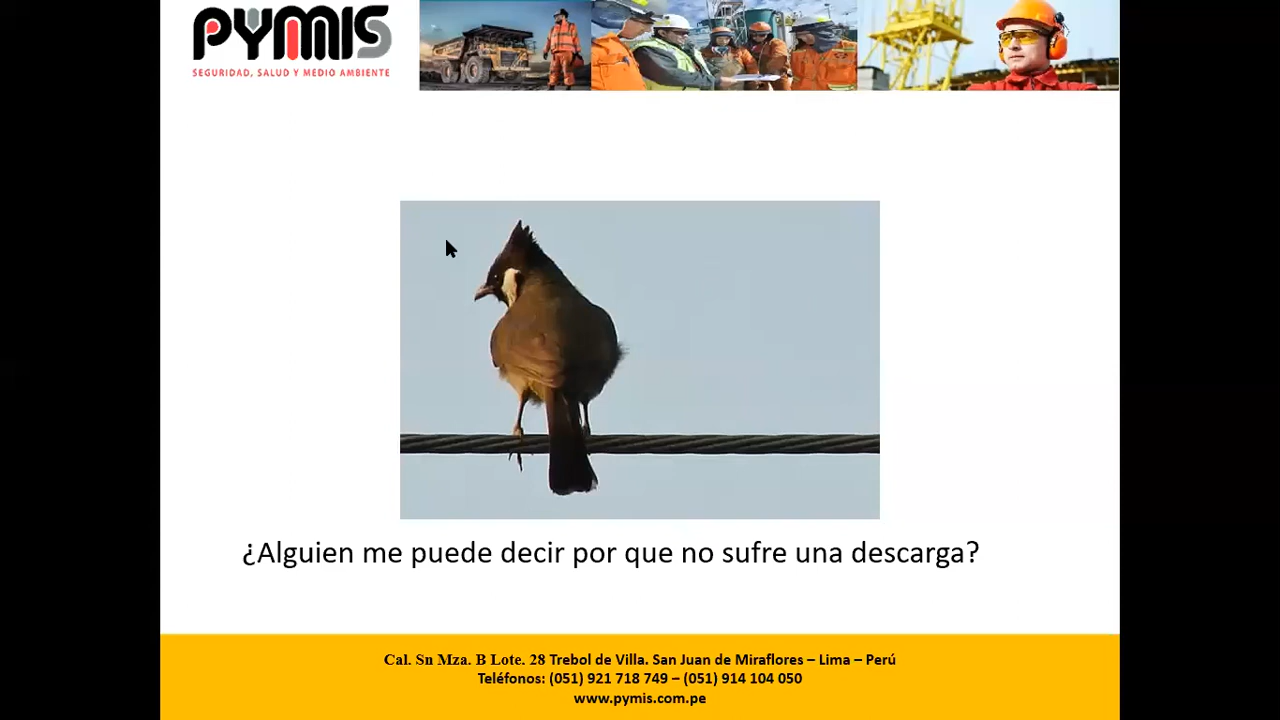 PYMIS
SEGURIDAD, SALUD Y MEDIO AMBIENTE
¿Alguien me puede decir por que no sufre una descarga?
Cal. Sn Mza. B Lote. 28 Trebol de Villa. San Juan de Miraflores – Lima – Perú
Teléfonos: (051) 921 718 749 – (051) 914 104 050
www.pymis.com.pe